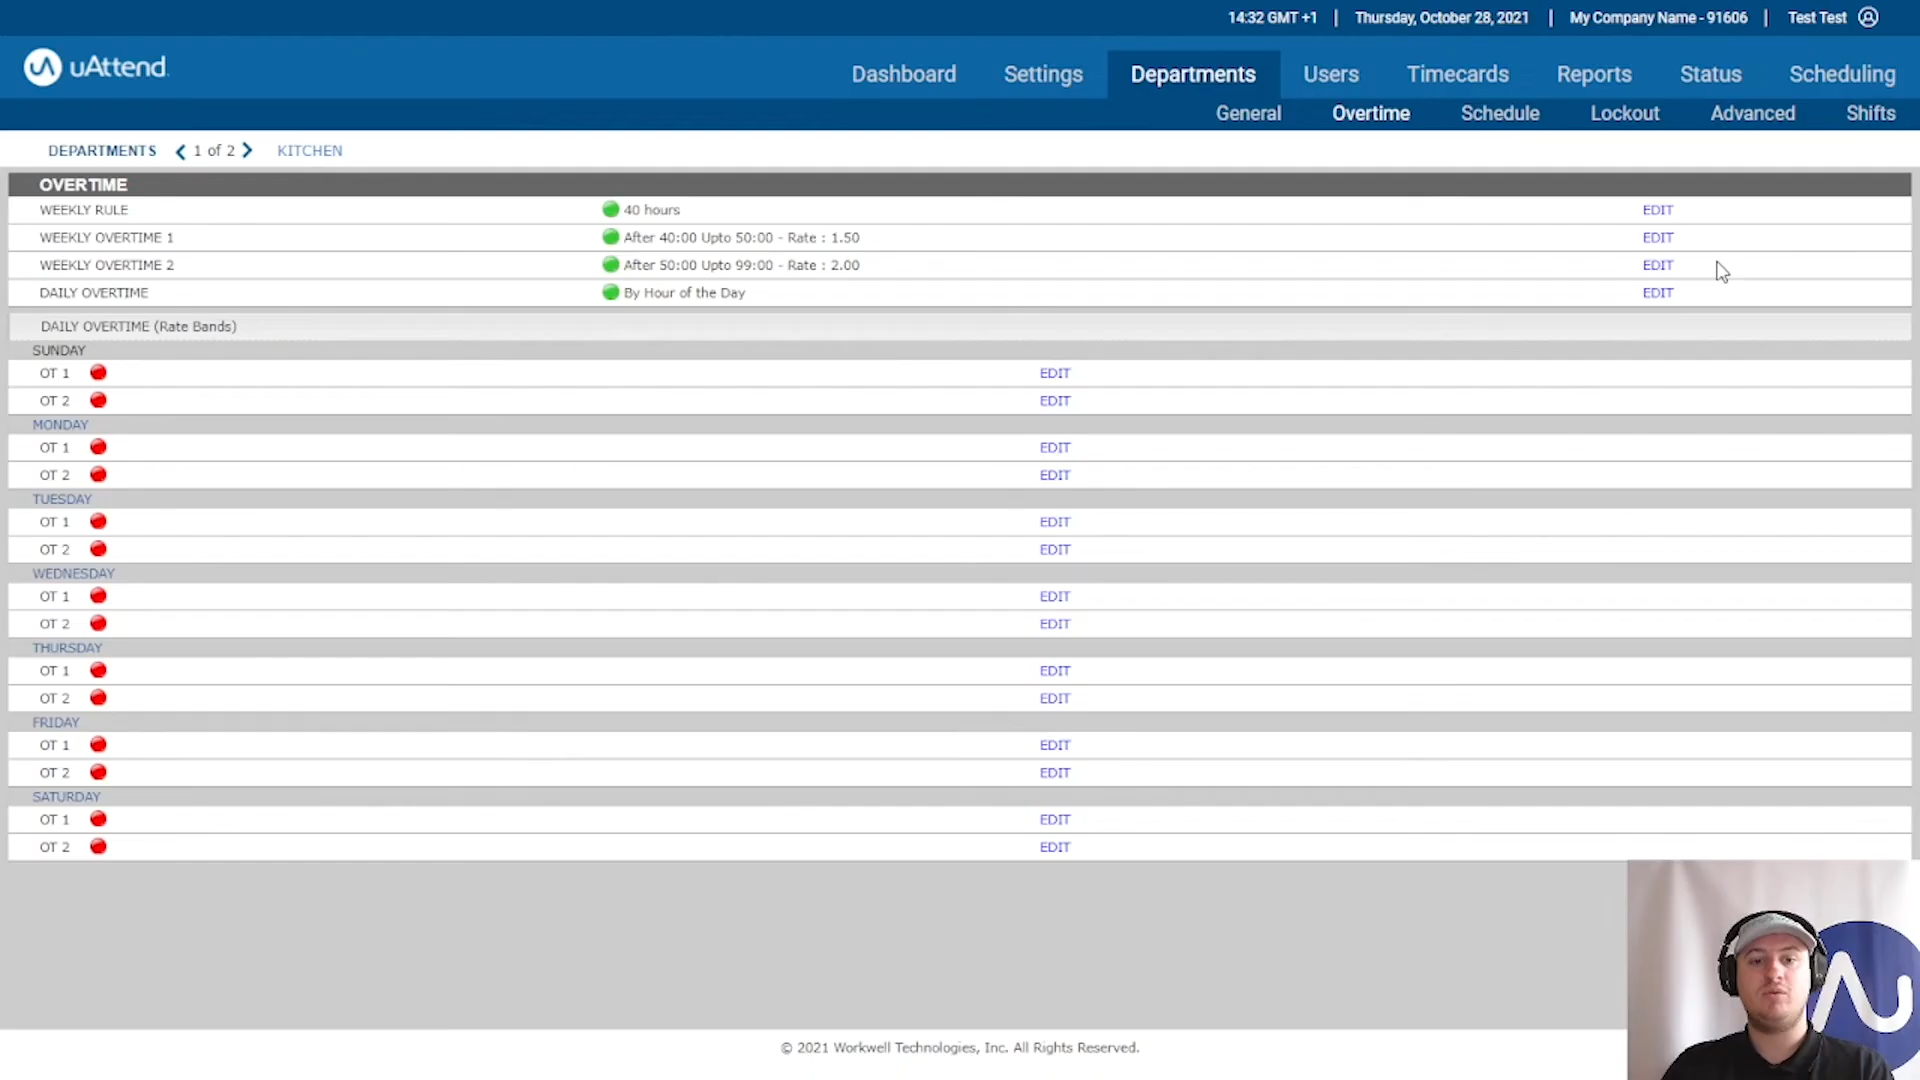 14:32 GMT +1 | Thursday, October 28, 2021 | My Company Name - 91606 | Test Test
uAttend
Dashboard Settings Departments Users Timecards Reports Status Scheduling
General Overtime Schedule Lockout Advanced Shifts
DEPARTMENTS 1 of 2 KITCHEN
OVERTIME
WEEKLY RULE 40 hours EDIT
WEEKLY OVERTIME 1 After 40:00 Upto 50:00 - Rate : 1.50 EDIT
WEEKLY OVERTIME 2 After 50:00 Upto 99:00 - Rate : 2.00 EDIT
DAILY OVERTIME By Hour of the Day EDIT
DAILY OVERTIME (Rate Bands)
SUNDAY
OT 1 EDIT
OT 2 EDIT
MONDAY
OT 1 EDIT
OT 2 EDIT
TUESDAY
OT 1 EDIT
OT 2 EDIT
WEDNESDAY
OT 1 EDIT
OT 2 EDIT
THURSDAY
OT 1 EDIT
OT 2 EDIT
FRIDAY
OT 1 EDIT
OT 2 EDIT
SATURDAY
OT 1 EDIT
OT 2 EDIT
© 2021 Workwell Technologies, Inc. All Rights Reserved.